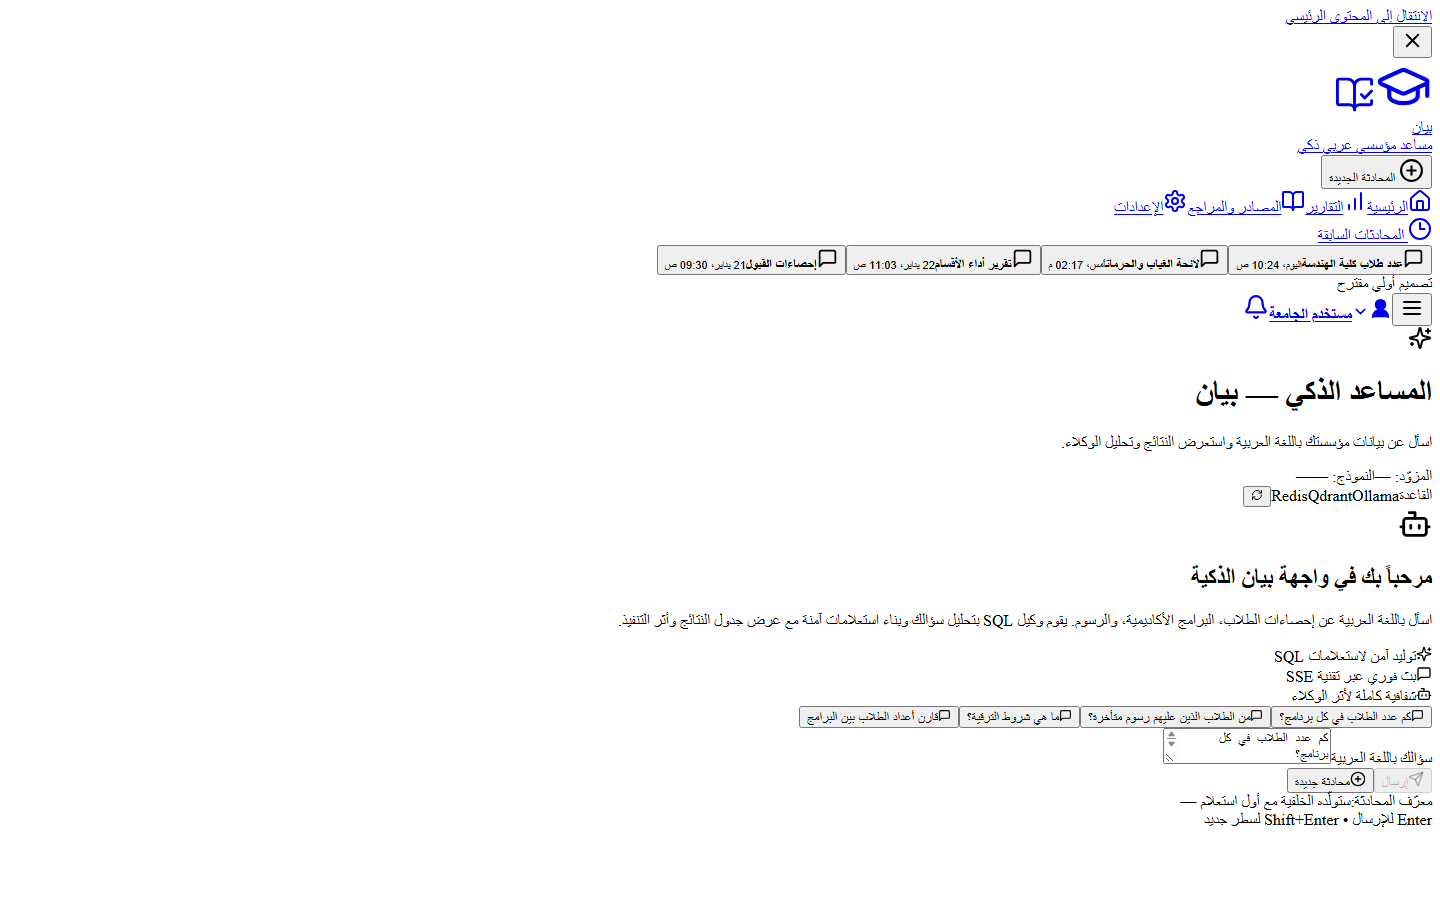 الانتقال إلى المحتوى الرئيسي
بيان
مساعد مؤسسي عربي ذكي
المحادثة الجديدة
الرئيسية التقارير المصادر والمراجع الإعدادات
المحادثات السابقة
عدد طلاب كلية الهندسة اليوم، 10:24 ص لائحة الغياب والحرمان أمس، 02:17 م تقرير أداء الأقسام 22 يناير، 11:03 ص إحصاءات القبول 21 يناير، 09:30 ص
تصميم أولي مقترح
مستخدم الجامعة
المساعد الذكي — بيان
اسأل عن بيانات مؤسستك باللغة العربية واستعرض النتائج وتحليل الوكلاء.
المزوّد: —النموذج: ——
القاعدةRedisQdrantOllama
مرحباً بك في واجهة بيان الذكية
اسأل باللغة العربية عن إحصاءات الطلاب، البرامج الأكاديمية، والرسوم. يقوم وكيل SQL بتحليل سؤالك وبناء استعلامات آمنة مع عرض جدول النتائج وأثر التنفيذ.
توليد آمن لاستعلامات SQL
بث فوري عبر تقنية SSE
شفافية كاملة لأثر الوكلاء
كم عدد الطلاب في كل برنامج؟ من الطلاب الذين عليهم رسوم متأخرة؟ ما هي شروط الترقية؟ قارن أعداد الطلاب بين البرامج
سؤالك باللغة العربية
كم عدد الطلاب في كل
برنامج؟
إرسال محادثة جديدة
معرّف المحادثة:ستولّده الخلفية مع أول استعلام —
Enter للإرسال • Shift+Enter لسطر جديد